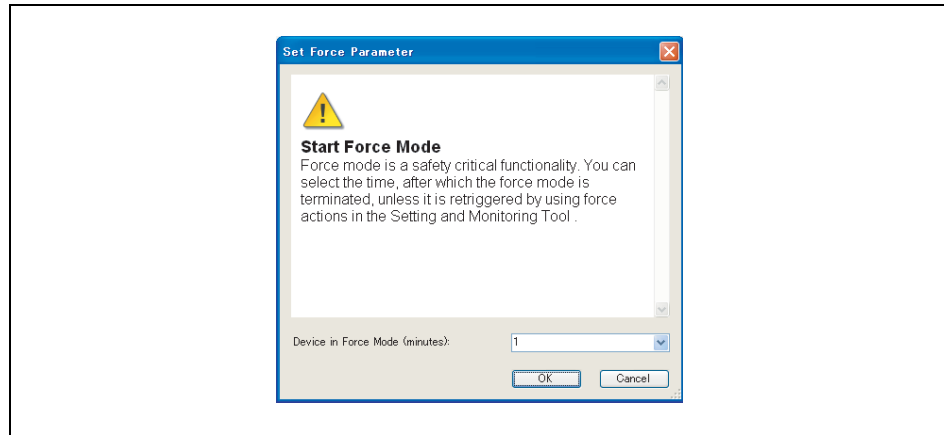 Set Force Parameter
Start Force Mode
Force mode is a safety critical functionality. You can
select the time, after which the force mode is
terminated, unless it is retriggered by using force
actions in the Setting and Monitoring Tool .
Device in Force Mode (minutes): 1
OK Cancel